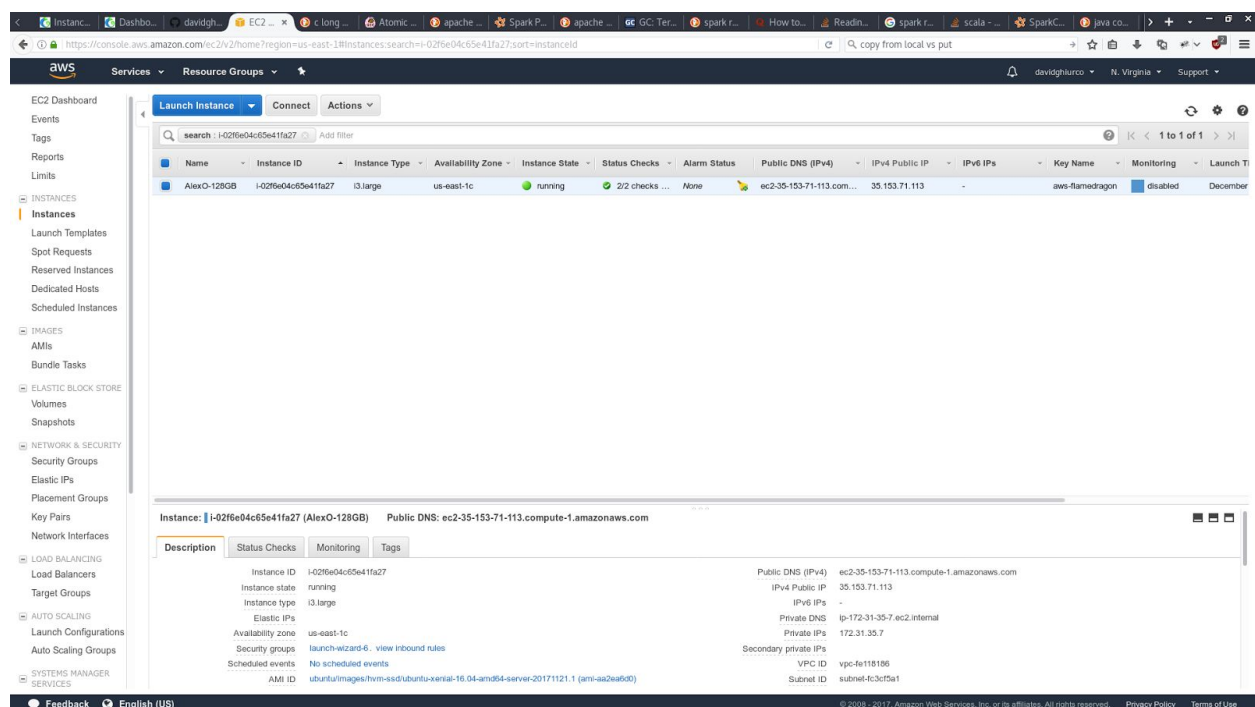 Instanc... Dashbo... davidgh... EC2 ... × c long ... Atomic ... apache ... Spark P... apache ... GC GC: Ter... spark r... How to... Readin... spark r... scala - ... SparkC... java co...
https://console.aws.amazon.com/ec2/v2/home?region=us-east-1#Instances:search=i-02f6e04c65e41fa27;sort=instanceId copy from local vs put
aws Services Resource Groups davidghiurco N. Virginia Support
EC2 Dashboard
Events
Tags
Reports
Limits
INSTANCES
Instances
Launch Templates
Spot Requests
Reserved Instances
Dedicated Hosts
Scheduled Instances
IMAGES
AMIs
Bundle Tasks
ELASTIC BLOCK STORE
Volumes
Snapshots
NETWORK & SECURITY
Security Groups
Elastic IPs
Placement Groups
Key Pairs
Network Interfaces
LOAD BALANCING
Load Balancers
Target Groups
AUTO SCALING
Launch Configurations
Auto Scaling Groups
SYSTEMS MANAGER
SERVICES
Launch Instance Connect Actions
search : i-02f6e04c65e41fa27 Add filter 1 to 1 of 1
Name Instance ID Instance Type Availability Zone Instance State Status Checks Alarm Status Public DNS (IPv4) IPv4 Public IP IPv6 IPs Key Name Monitoring Launch Ti
AlexO-128GB i-02f6e04c65e41fa27 i3.large us-east-1c running 2/2 checks ... None ec2-35-153-71-113.com... 35.153.71.113 - aws-flamedragon disabled December
Instance: i-02f6e04c65e41fa27 (AlexO-128GB) Public DNS: ec2-35-153-71-113.compute-1.amazonaws.com
Description Status Checks Monitoring Tags
Instance ID i-02f6e04c65e41fa27 Public DNS (IPv4) ec2-35-153-71-113.compute-1.amazonaws.com
Instance state running IPv4 Public IP 35.153.71.113
Instance type i3.large IPv6 IPs -
Elastic IPs Private DNS ip-172-31-35-7.ec2.internal
Availability zone us-east-1c Private IPs 172.31.35.7
Security groups launch-wizard-6. view inbound rules Secondary private IPs
Scheduled events No scheduled events VPC ID vpc-fe118186
AMI ID ubuntu/images/hvm-ssd/ubuntu-xenial-16.04-amd64-server-20171121.1 (ami-aa2ea6d0) Subnet ID subnet-fc3cf5a1
Feedback English (US) © 2008 - 2017, Amazon Web Services, Inc. or its affiliates. All rights reserved. Privacy Policy Terms of Use